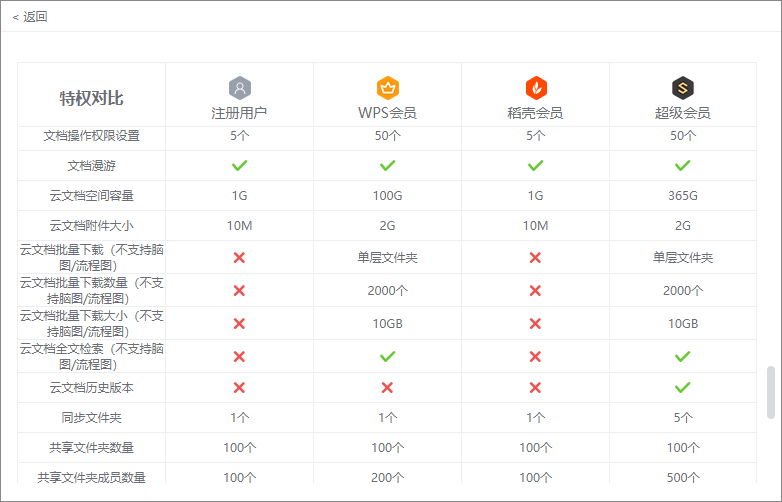 < 返回
特权对比 注册用户 WPS会员 稻壳会员 超级会员
文档操作权限设置 5个 50个 5个 50个
文档漫游
云文档空间容量 1G 100G 1G 365G
云文档附件大小 10M 2G 10M 2G
云文档批量下载（不支持脑
图/流程图） 单层文件夹 单层文件夹
云文档批量下载数量（不支
持脑图/流程图） 2000个 2000个
云文档批量下载大小（不支
持脑图/流程图） 10GB 10GB
云文档全文检索（不支持脑
图/流程图）
云文档历史版本
同步文件夹 1个 1个 1个 5个
共享文件夹数量 100个 100个 100个 100个
共享文件夹成员数量 100个 200个 100个 500个